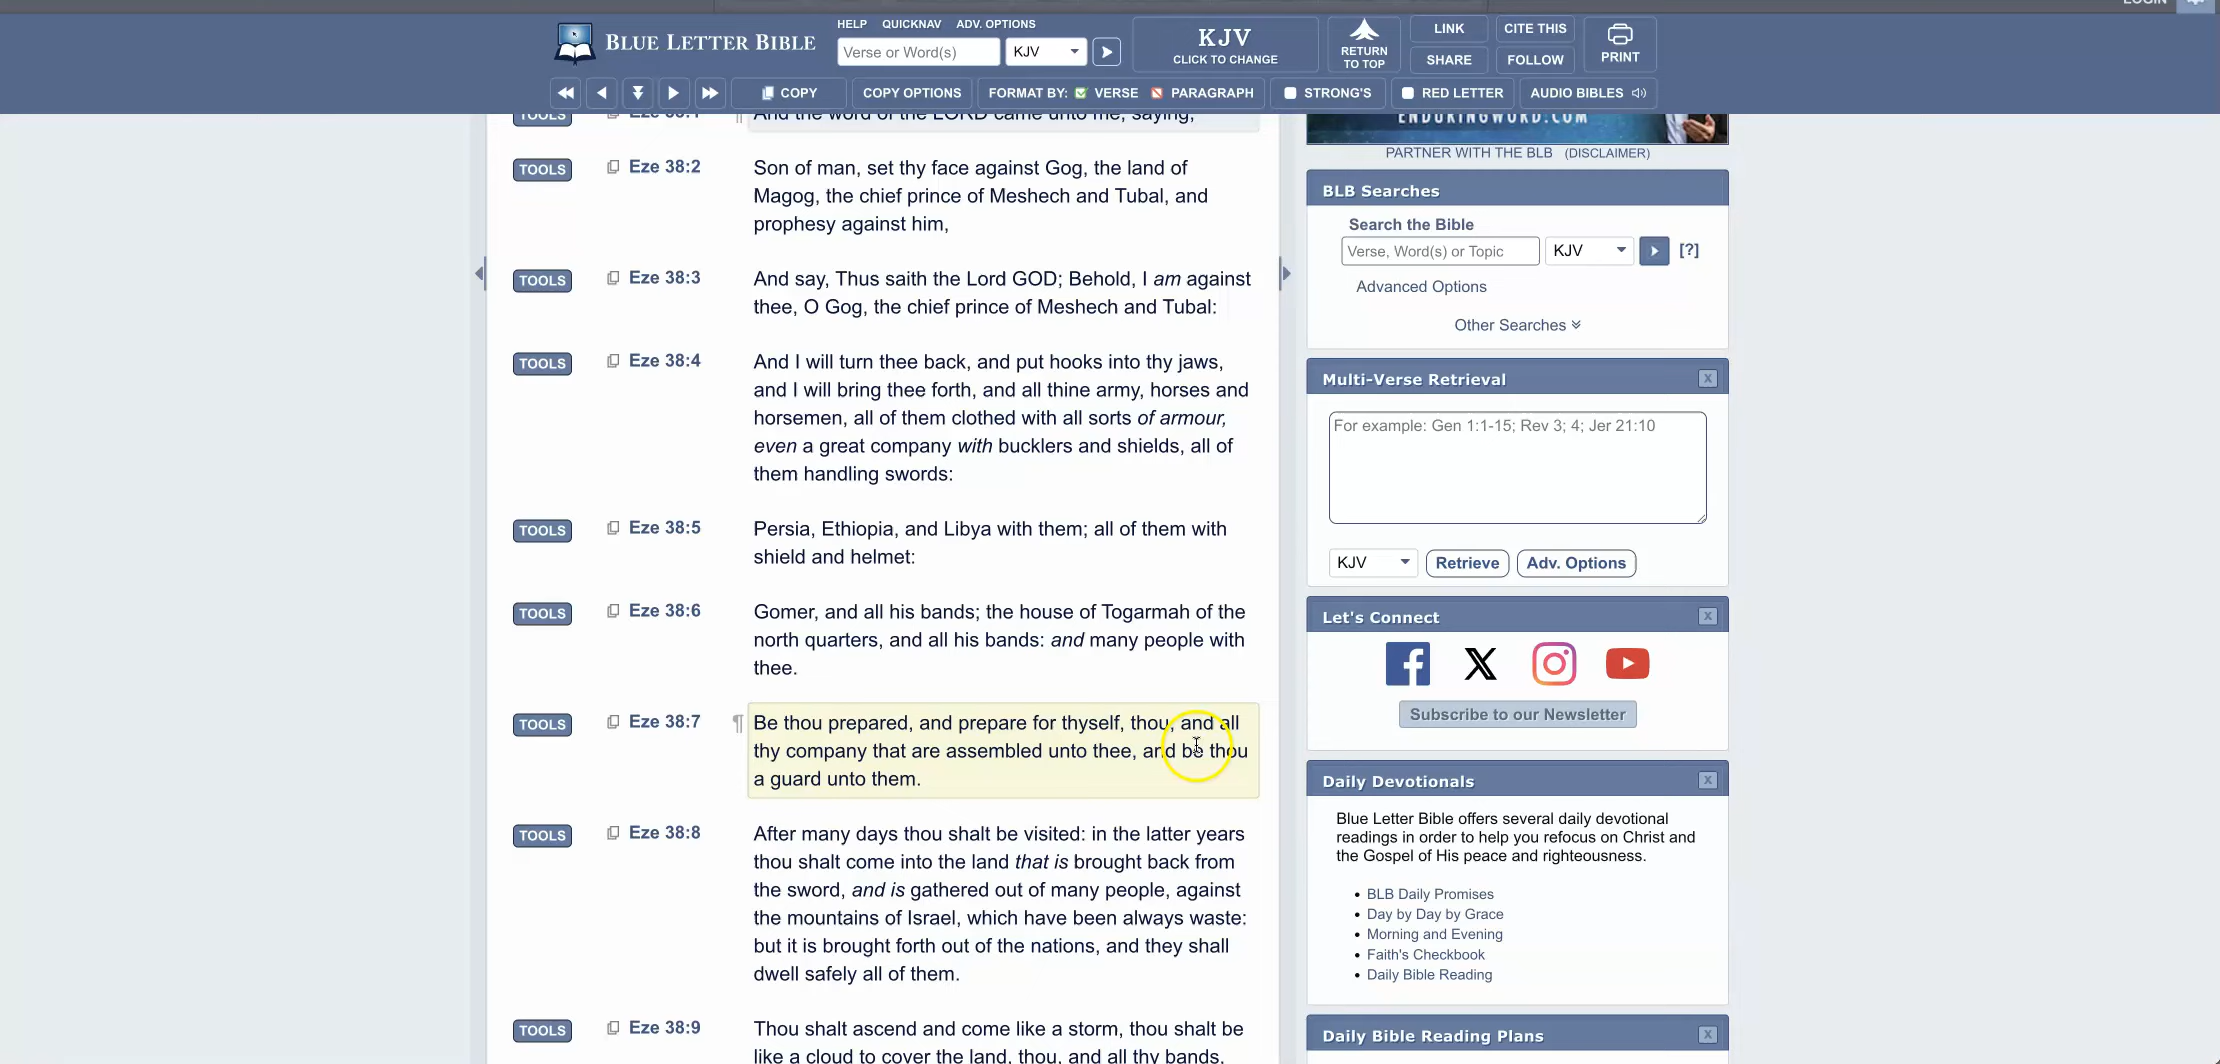 LOGIN
BLUE LETTER BIBLE
HELP QUICKNAV ADV. OPTIONS
Verse or Word(s) KJV
KJV
CLICK TO CHANGE
RETURN
TO TOP
LINK
CITE THIS
SHARE
FOLLOW
PRINT
COPY
COPY OPTIONS
FORMAT BY: VERSE PARAGRAPH
STRONG'S
RED LETTER
AUDIO BIBLES
TOOLS Eze 38:1 ¶ And the word of the LORD came unto me, saying,
TOOLS Eze 38:2 Son of man, set thy face against Gog, the land of
Magog, the chief prince of Meshech and Tubal, and
prophesy against him,
TOOLS Eze 38:3 And say, Thus saith the Lord GOD; Behold, I am against
thee, O Gog, the chief prince of Meshech and Tubal:
TOOLS Eze 38:4 And I will turn thee back, and put hooks into thy jaws,
and I will bring thee forth, and all thine army, horses and
horsemen, all of them clothed with all sorts of armour,
even a great company with bucklers and shields, all of
them handling swords:
TOOLS Eze 38:5 Persia, Ethiopia, and Libya with them; all of them with
shield and helmet:
TOOLS Eze 38:6 Gomer, and all his bands; the house of Togarmah of the
north quarters, and all his bands: and many people with
thee.
TOOLS Eze 38:7 ¶ Be thou prepared, and prepare for thyself, thou, and all
thy company that are assembled unto thee, and be thou
a guard unto them.
TOOLS Eze 38:8 After many days thou shalt be visited: in the latter years
thou shalt come into the land that is brought back from
the sword, and is gathered out of many people, against
the mountains of Israel, which have been always waste:
but it is brought forth out of the nations, and they shall
dwell safely all of them.
TOOLS Eze 38:9 Thou shalt ascend and come like a storm, thou shalt be
like a cloud to cover the land, thou, and all thy bands,
ENDURINGWORD.COM
PARTNER WITH THE BLB (DISCLAIMER)
BLB Searches
Search the Bible
Verse, Word(s) or Topic KJV [?]
Advanced Options
Other Searches
Multi-Verse Retrieval X
For example: Gen 1:1-15; Rev 3; 4; Jer 21:10
KJV Retrieve Adv. Options
Let's Connect X
Subscribe to our Newsletter
Daily Devotionals X
Blue Letter Bible offers several daily devotional
readings in order to help you refocus on Christ and
the Gospel of His peace and righteousness.
• BLB Daily Promises
• Day by Day by Grace
• Morning and Evening
• Faith's Checkbook
• Daily Bible Reading
Daily Bible Reading Plans X